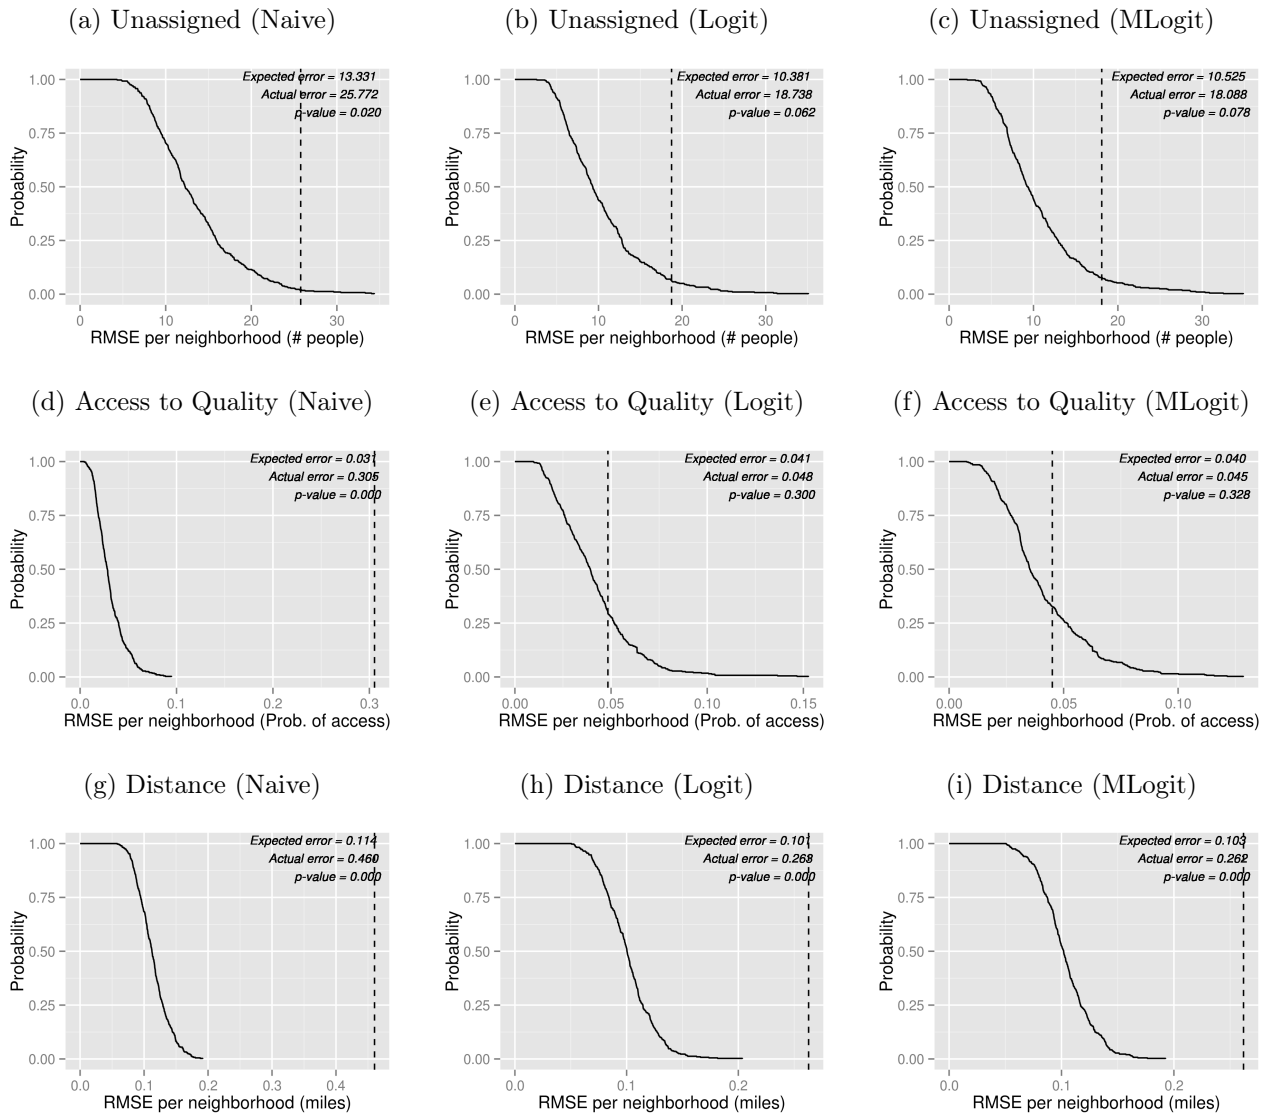 (a) Unassigned (Naive)
(b) Unassigned (Logit)
(c) Unassigned (MLogit)
Expected error = 13.331
Actual error = 25.772
p-value = 0.020
1.00
0.75
0.50
0.25
0.00
Probability
0 10 20 30
RMSE per neighborhood (# people)
Expected error = 10.381
Actual error = 18.738
p-value = 0.062
1.00
0.75
0.50
0.25
0.00
Probability
0 10 20 30
RMSE per neighborhood (# people)
Expected error = 10.525
Actual error = 18.088
p-value = 0.078
1.00
0.75
0.50
0.25
0.00
Probability
0 10 20 30
RMSE per neighborhood (# people)
(d) Access to Quality (Naive)
(e) Access to Quality (Logit)
(f) Access to Quality (MLogit)
Expected error = 0.031
Actual error = 0.305
p-value = 0.000
1.00
0.75
0.50
0.25
0.00
Probability
0.0 0.1 0.2 0.3
RMSE per neighborhood (Prob. of access)
Expected error = 0.041
Actual error = 0.048
p-value = 0.300
1.00
0.75
0.50
0.25
0.00
Probability
0.00 0.05 0.10 0.15
RMSE per neighborhood (Prob. of access)
Expected error = 0.040
Actual error = 0.045
p-value = 0.328
1.00
0.75
0.50
0.25
0.00
Probability
0.00 0.05 0.10
RMSE per neighborhood (Prob. of access)
(g) Distance (Naive)
(h) Distance (Logit)
(i) Distance (MLogit)
Expected error = 0.114
Actual error = 0.460
p-value = 0.000
1.00
0.75
0.50
0.25
0.00
Probability
0.0 0.1 0.2 0.3 0.4
RMSE per neighborhood (miles)
Expected error = 0.101
Actual error = 0.263
p-value = 0.000
1.00
0.75
0.50
0.25
0.00
Probability
0.0 0.1 0.2
RMSE per neighborhood (miles)
Expected error = 0.103
Actual error = 0.262
p-value = 0.000
1.00
0.75
0.50
0.25
0.00
Probability
0.0 0.1 0.2
RMSE per neighborhood (miles)